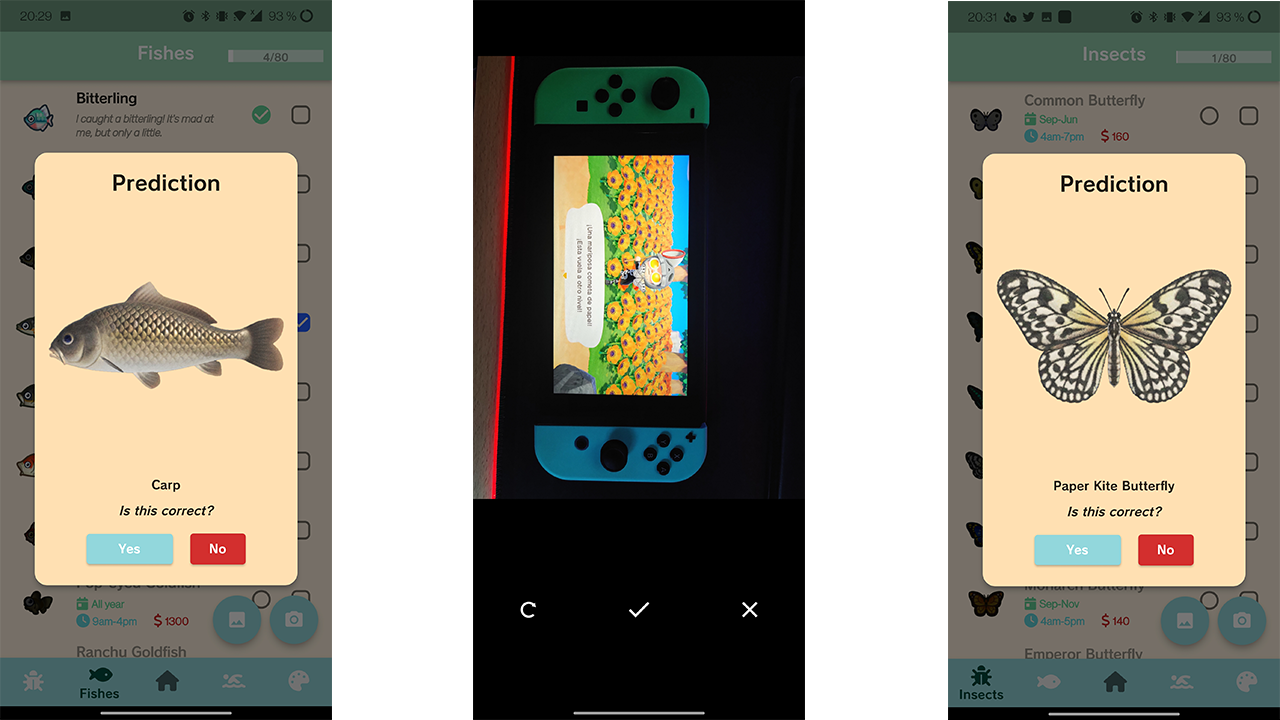 20:29
93 %
Fishes
4/80
Bitterling
I caught a bitterling! It's mad at
me, but only a little.
Prediction
Carp
Is this correct?
Yes
No
Pop-eyed Goldfish
All year
9am-4pm
$ 1300
Ranchu Goldfish
Fishes
¡Una mariposa cometa de papel!
¡Esta vuela a otro nivel!
20:31
93 %
Insects
1/80
Common Butterfly
Sep-Jun
4am-7pm
$ 160
Prediction
Paper Kite Butterfly
Is this correct?
Yes
No
Monarch Butterfly
Sep-Nov
4am-5pm
$ 140
Emperor Butterfly
Insects